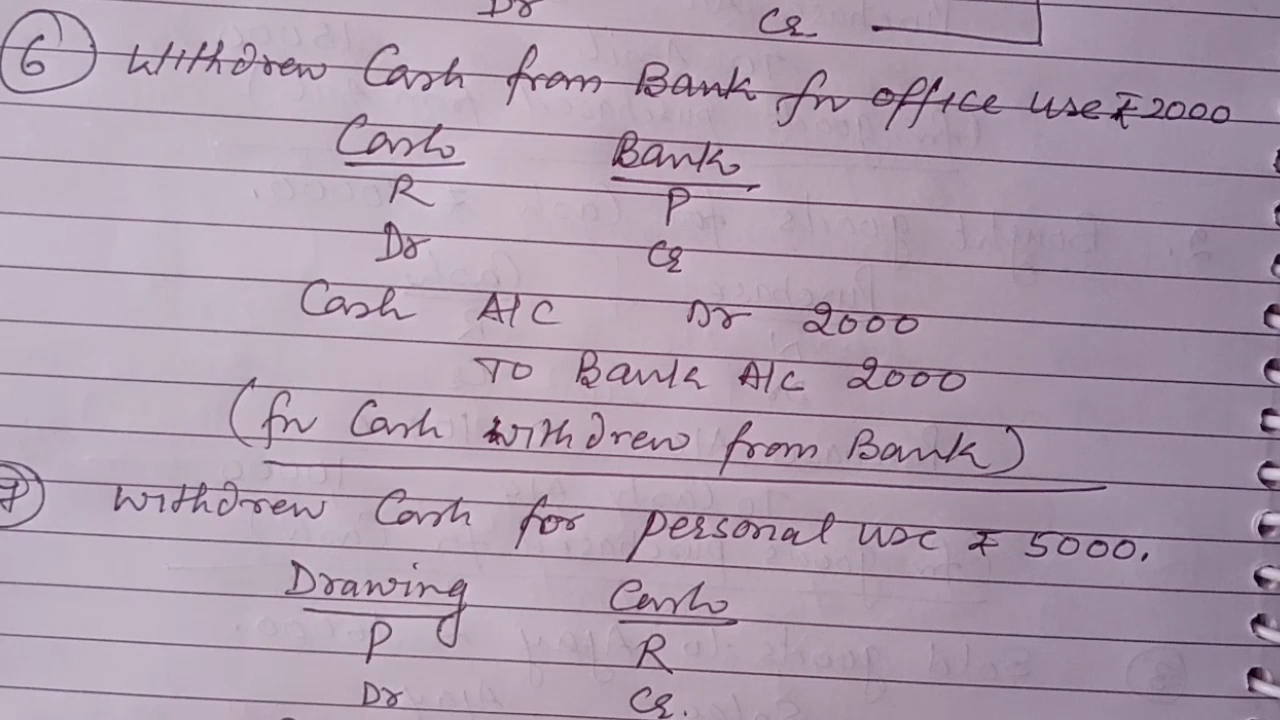 Dr Cr
6 Withdrew Cash from Bank for office use ₹2000
Cash Bank
R P
Dr Cr
Cash A/C Dr 2000
To Bank A/C 2000
(for Cash withdrew from Bank)
7 Withdrew Cash for personal use ₹ 5000.
Drawing Cash
P R
Dr Cr.